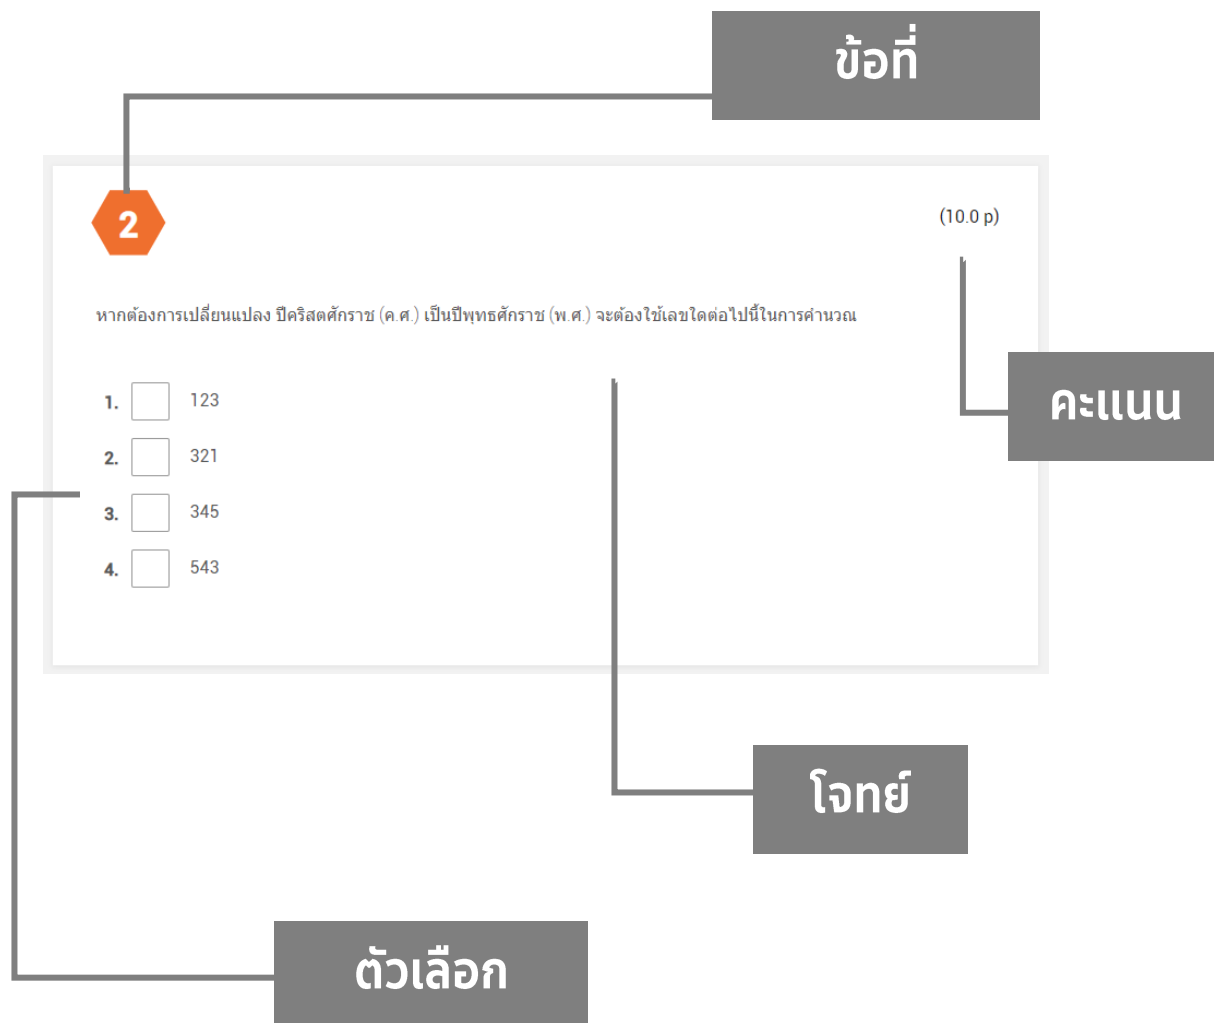 ข้อที่
2
(10.0 p)
หากต้องการเปลี่ยนแปลง ปีคริสตศักราช (ค.ศ.) เป็นปีพุทธศักราช (พ.ศ.) จะต้องใช้เลขใดต่อไปนี้ในการคำนวณ
คะแนน
1. 123
2. 321
3. 345
4. 543
โจทย์
ตัวเลือก